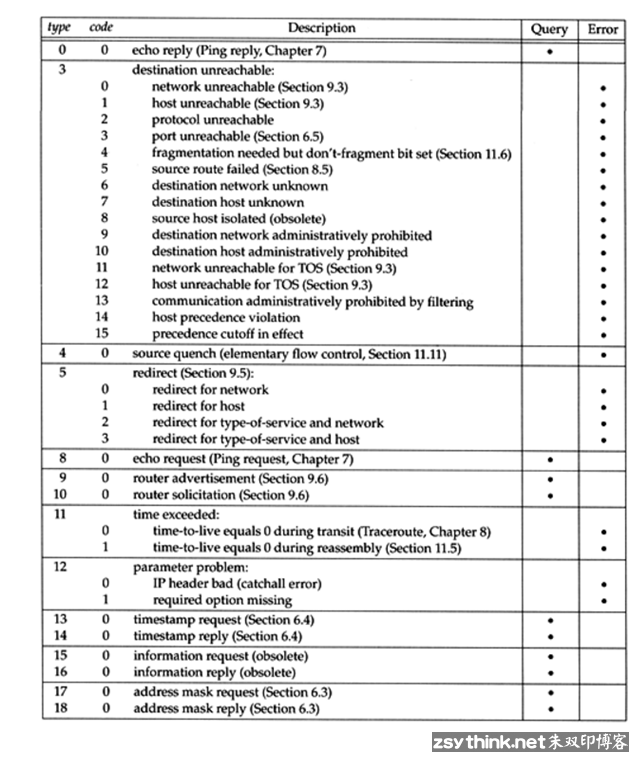 type code Description Query Error
0 0 echo reply (Ping reply, Chapter 7) •
3 destination unreachable:
0 network unreachable (Section 9.3) •
1 host unreachable (Section 9.3) •
2 protocol unreachable •
3 port unreachable (Section 6.5) •
4 fragmentation needed but don't-fragment bit set (Section 11.6) •
5 source route failed (Section 8.5) •
6 destination network unknown •
7 destination host unknown •
8 source host isolated (obsolete) •
9 destination network administratively prohibited •
10 destination host administratively prohibited •
11 network unreachable for TOS (Section 9.3) •
12 host unreachable for TOS (Section 9.3) •
13 communication administratively prohibited by filtering •
14 host precedence violation •
15 precedence cutoff in effect •
4 0 source quench (elementary flow control, Section 11.11) •
5 redirect (Section 9.5):
0 redirect for network •
1 redirect for host •
2 redirect for type-of-service and network •
3 redirect for type-of-service and host •
8 0 echo request (Ping request, Chapter 7) •
9 0 router advertisement (Section 9.6) •
10 0 router solicitation (Section 9.6) •
11 time exceeded:
0 time-to-live equals 0 during transit (Traceroute, Chapter 8) •
1 time-to-live equals 0 during reassembly (Section 11.5) •
12 parameter problem:
0 IP header bad (catchall error) •
1 required option missing •
13 0 timestamp request (Section 6.4) •
14 0 timestamp reply (Section 6.4) •
15 0 information request (obsolete) •
16 0 information reply (obsolete) •
17 0 address mask request (Section 6.3) •
18 0 address mask reply (Section 6.3) •
zsythink.net朱双印博客